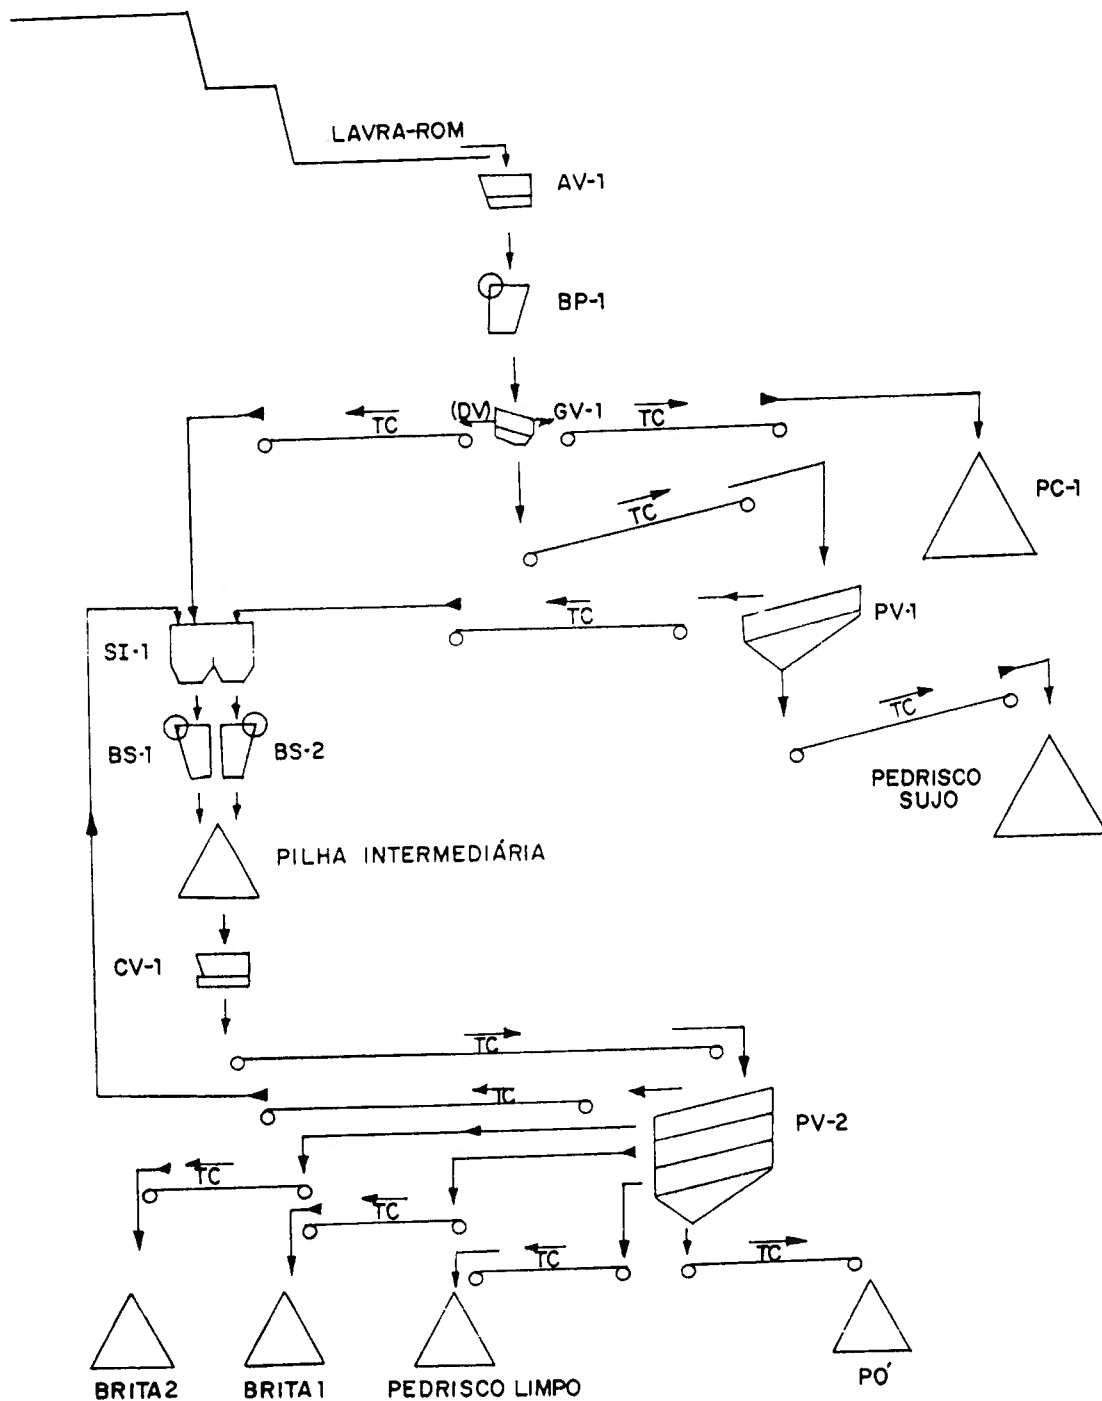 LAVRA-ROM
AV-1
BP-1
TC
(DV)
GV-1
TC
PC-1
TC
TC
PV-1
SI-1
TC
BS-1
BS-2
PEDRISCO
SUJO
PILHA INTERMEDIÁRIA
CV-1
TC
TC
PV-2
TC
TC
TC
TC
BRITA 2
BRITA 1
PEDRISCO LIMPO
PÓ